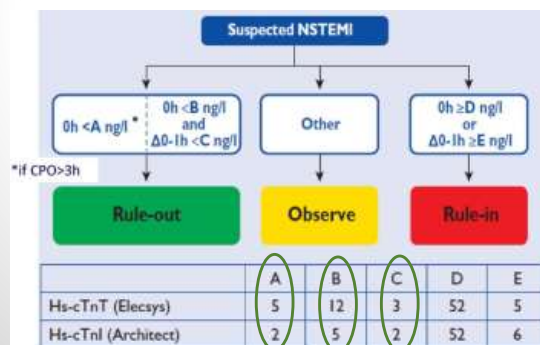 Suspected NSTEMI
0h <A ng/l *
0h <B ng/l
and
Δ0-1h <C ng/l
Other
0h ≥D ng/l
or
Δ0-1h ≥E ng/l
*if CPO>3h
Rule-out
Observe
Rule-in
A B C D E
Hs-cTnT (Elecsys) 5 12 3 52 5
Hs-cTnI (Architect) 2 5 2 52 6